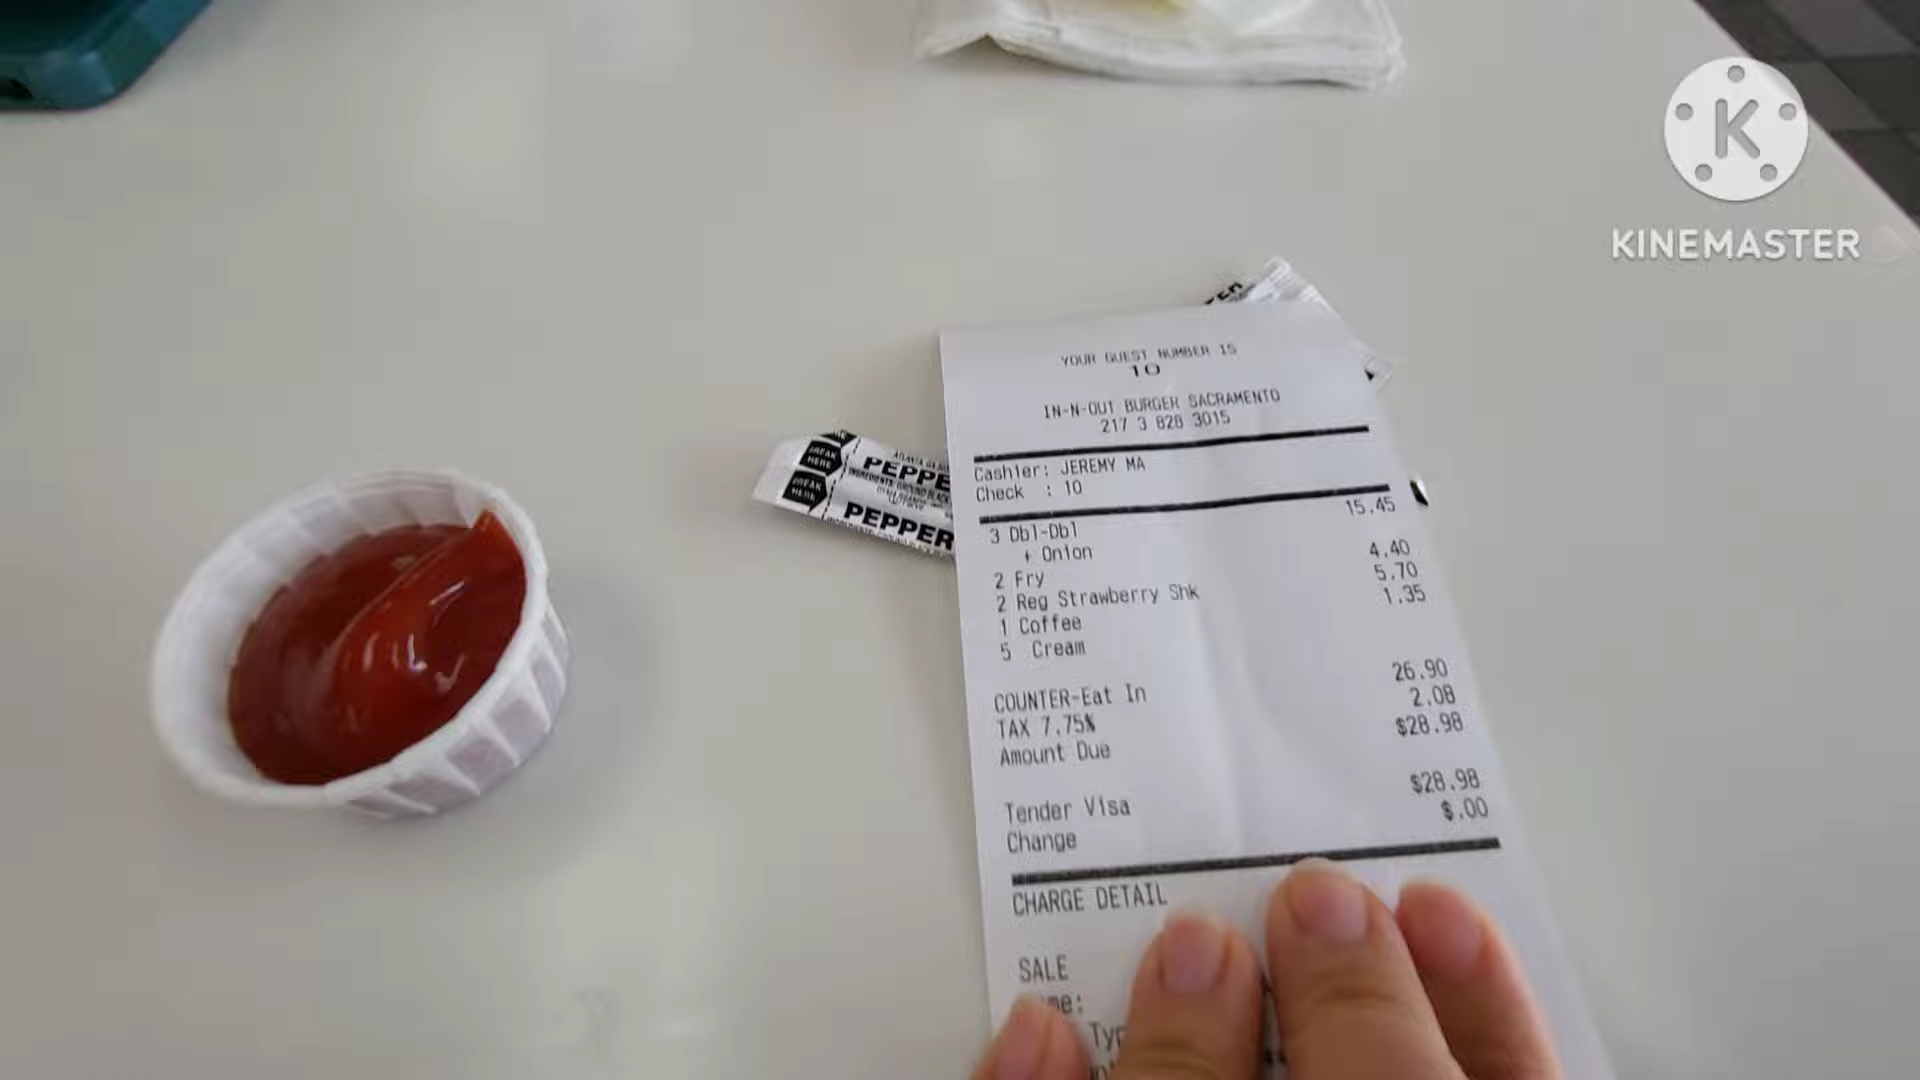 KINEMASTER
YOUR GUEST NUMBER IS
10
IN-N-OUT BURGER SACRAMENTO
217 3 828 3015
Cashier: JEREMY MA
Check : 10
3 Dbl-Dbl 15.45
+ Onion
2 Fry 4.40
2 Reg Strawberry Shk 5.70
1 Coffee 1.35
5 Cream
COUNTER-Eat In 26.90
TAX 7.75% 2.08
Amount Due $28.98
Tender Visa $28.98
Change $.00
CHARGE DETAIL
SALE
BREAK HERE
PEPPE
BREAK HERE
PEPPER